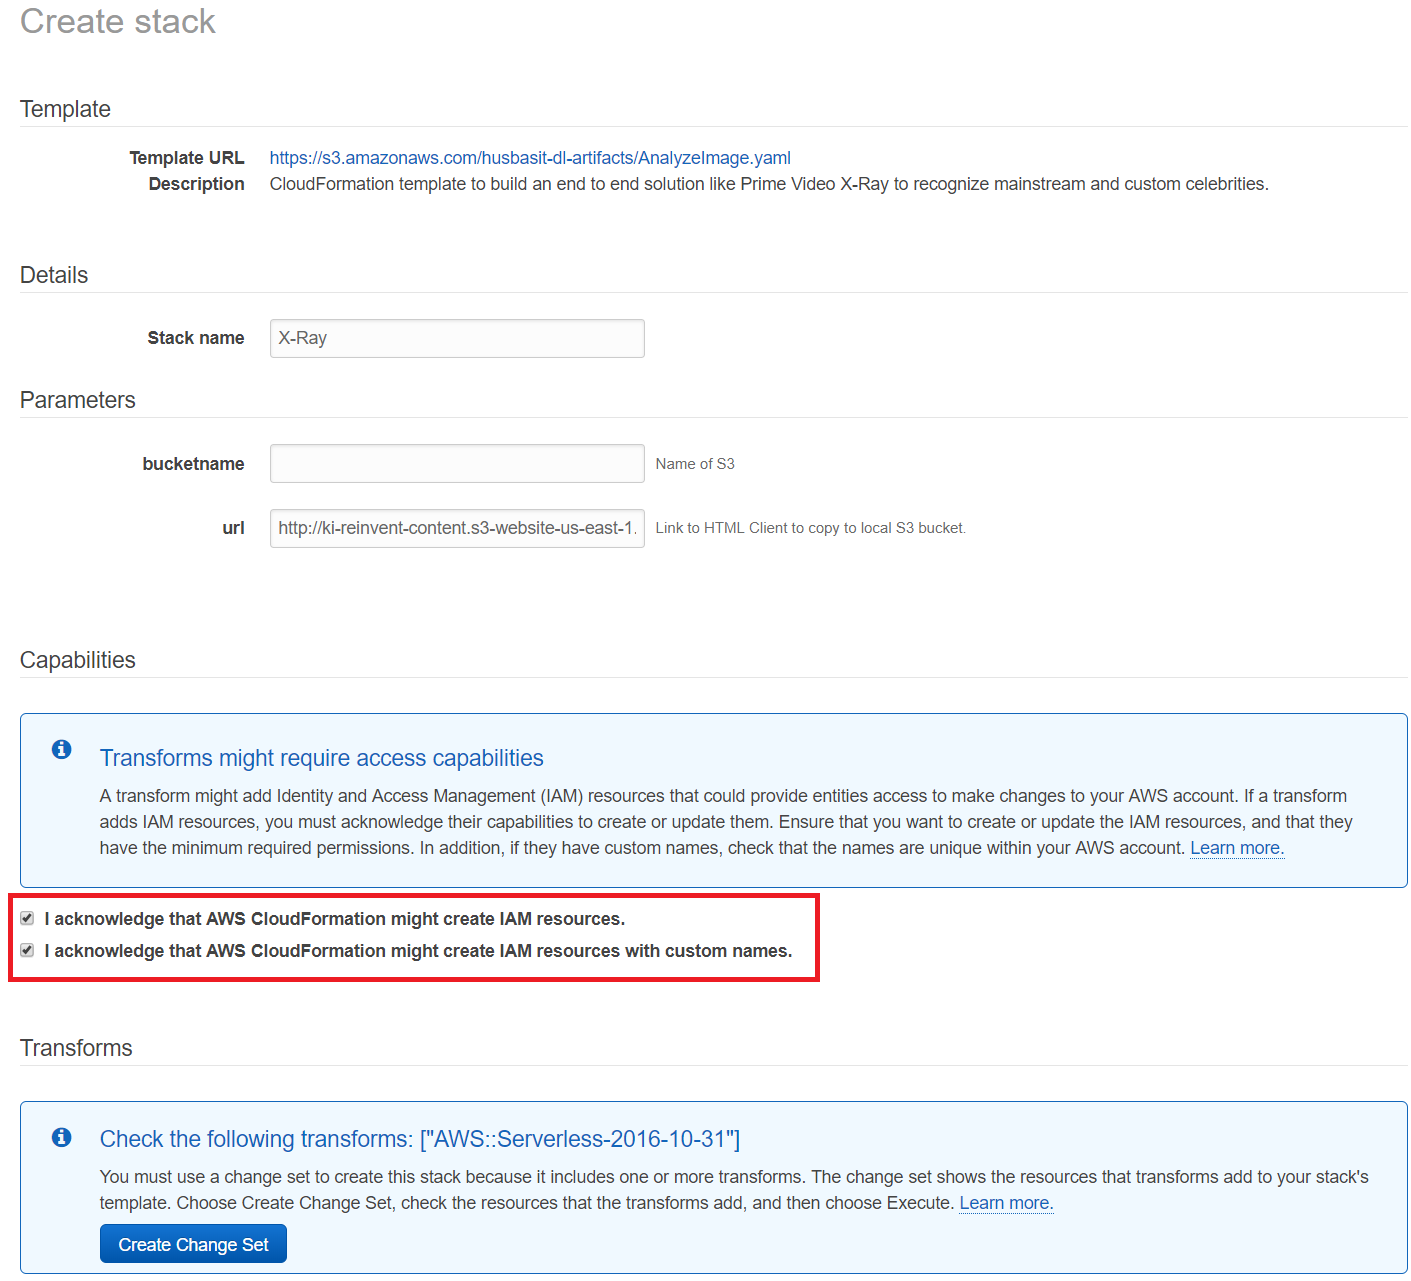 Create stack
Template
Template URL https://s3.amazonaws.com/husbasit-dl-artifacts/AnalyzeImage.yaml
Description CloudFormation template to build an end to end solution like Prime Video X-Ray to recognize mainstream and custom celebrities.
Details
Stack name X-Ray
Parameters
bucketname Name of S3
url http://ki-reinvent-content.s3-website-us-east-1. Link to HTML Client to copy to local S3 bucket.
Capabilities
Transforms might require access capabilities
A transform might add Identity and Access Management (IAM) resources that could provide entities access to make changes to your AWS account. If a transform
adds IAM resources, you must acknowledge their capabilities to create or update them. Ensure that you want to create or update the IAM resources, and that they
have the minimum required permissions. In addition, if they have custom names, check that the names are unique within your AWS account. Learn more.
I acknowledge that AWS CloudFormation might create IAM resources.
I acknowledge that AWS CloudFormation might create IAM resources with custom names.
Transforms
Check the following transforms: ["AWS::Serverless-2016-10-31"]
You must use a change set to create this stack because it includes one or more transforms. The change set shows the resources that transforms add to your stack's
template. Choose Create Change Set, check the resources that the transforms add, and then choose Execute. Learn more.
Create Change Set